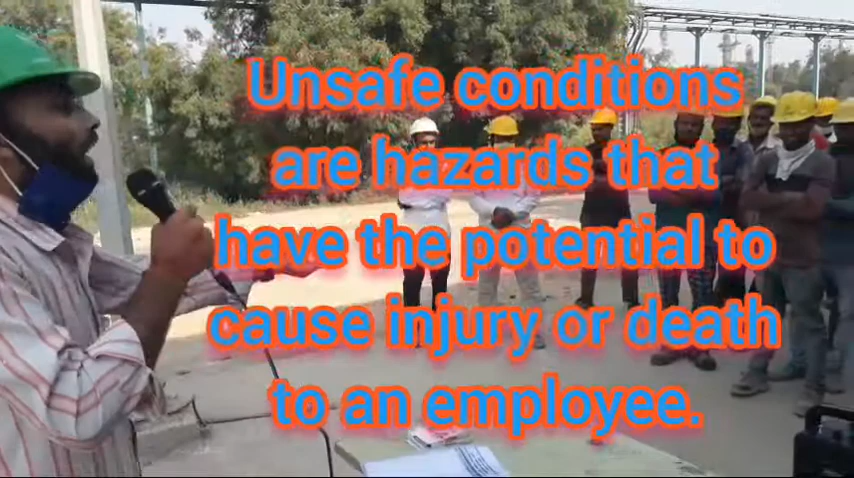 Unsafe conditions
are hazards that
have the potential to
cause injury or death
to an employee.